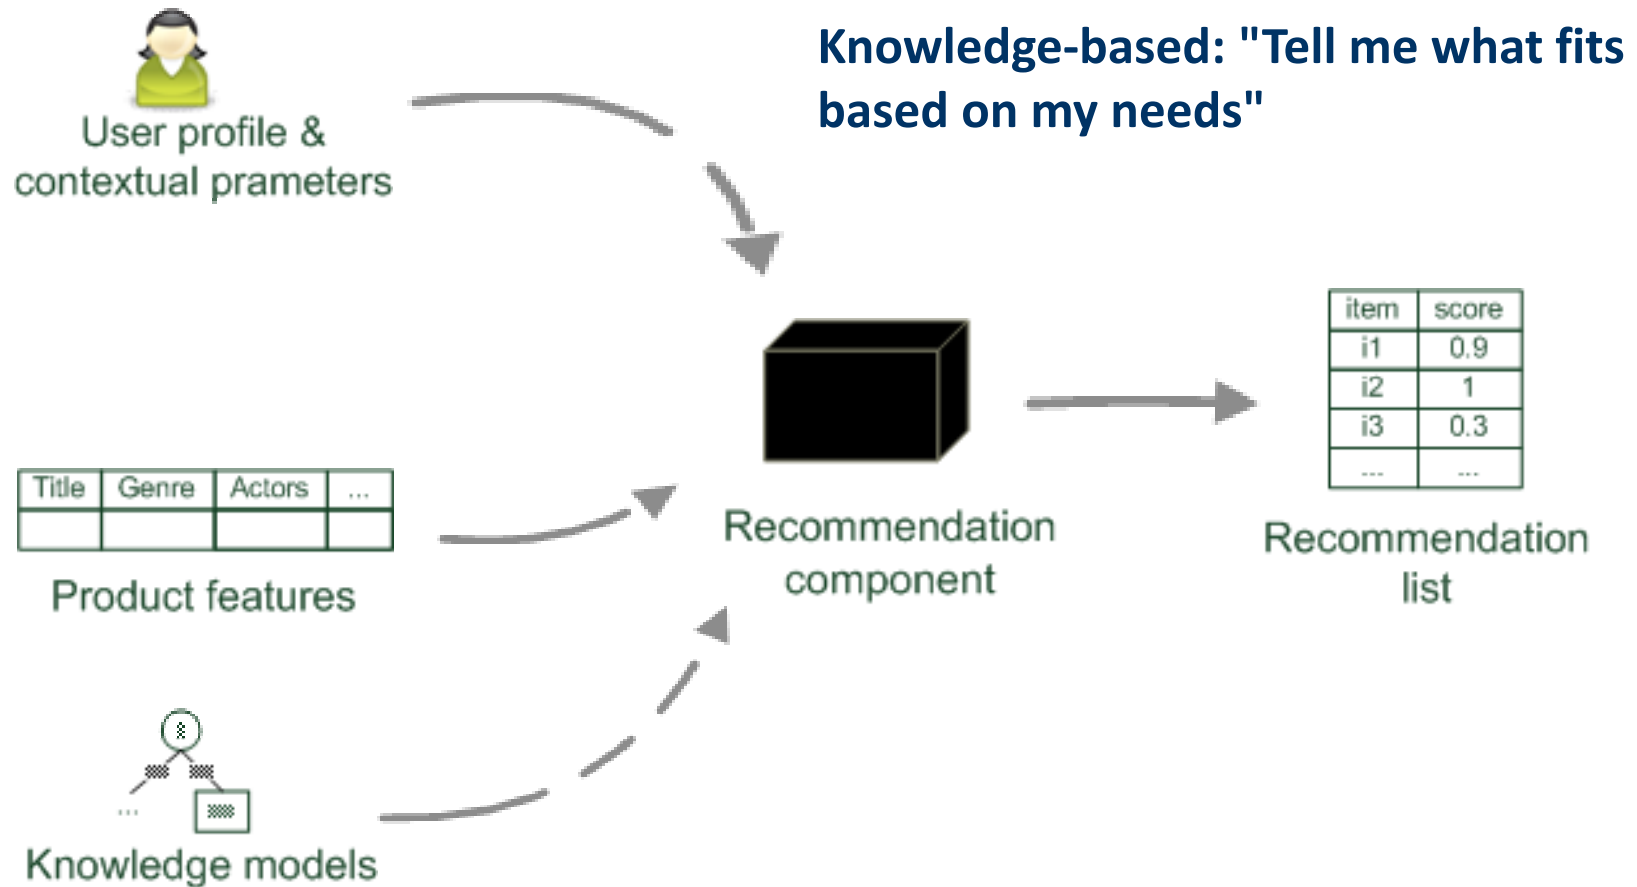 Knowledge-based: "Tell me what fits
based on my needs"
User profile &
contextual prameters
Title Genre Actors ...
Product features
Knowledge models
...
Recommendation
component
item score
i1 0.9
i2 1
i3 0.3
... ...
Recommendation
list